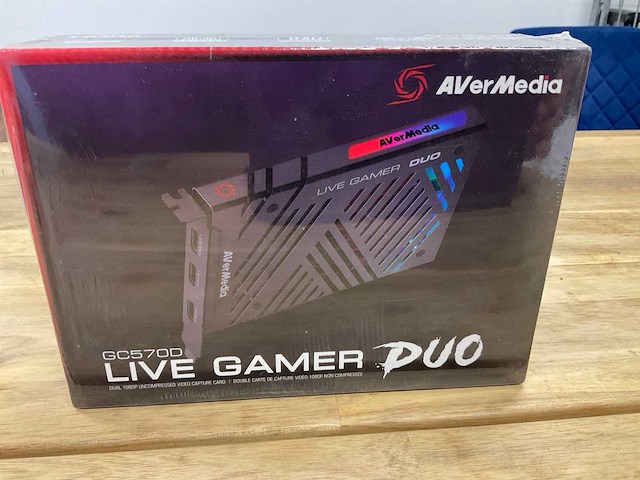 AVerMedia
AVerMedia
LIVE GAMER DUO
AVerMedia
GC570D
LIVE GAMER DUO
DUAL 1080P UNCOMPRESSED VIDEO CAPTURE CARD | DOUBLE CARTE DE CAPTURE VIDÉO 1080P NON COMPRESSÉE